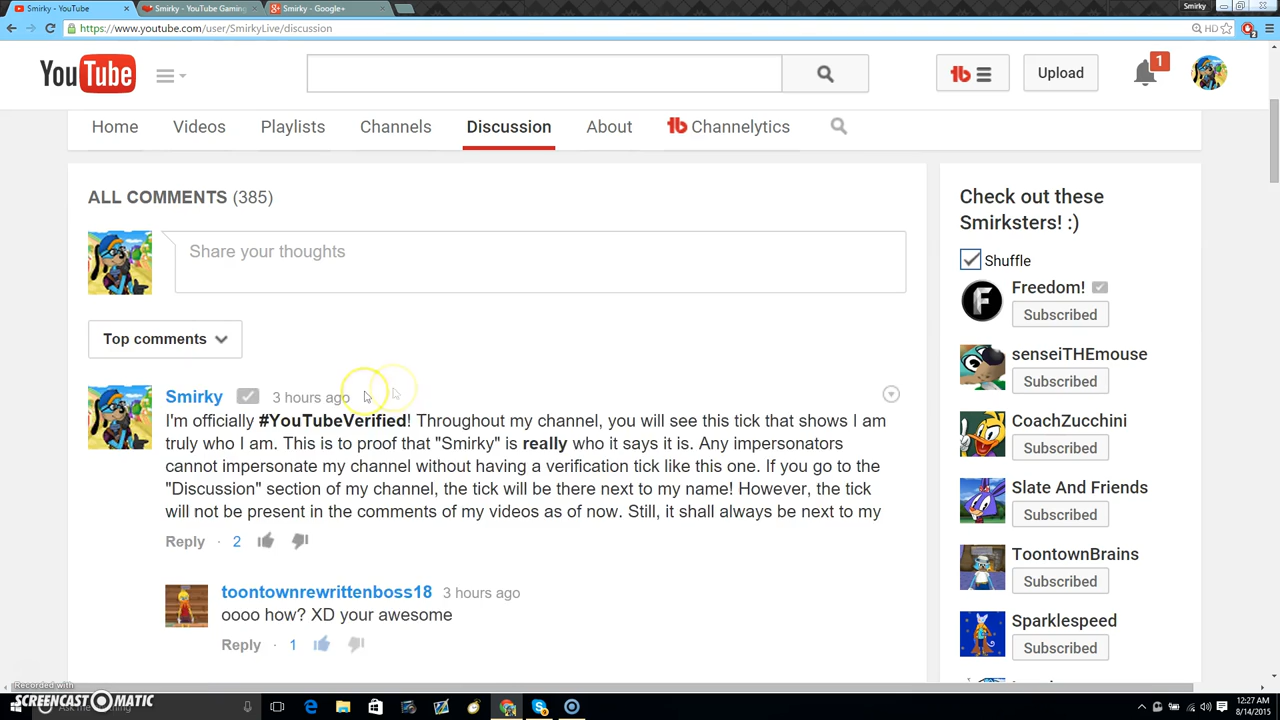 Smirky - YouTube
Smirky - YouTube Gaming
Smirky - Google+
Smirky
https://www.youtube.com/user/SmirkyLive/discussion
HD
2
YouTube
tb
Upload
1
Home
Videos
Playlists
Channels
Discussion
About
tb Channelytics
ALL COMMENTS (385)
Share your thoughts
Top comments
Smirky
3 hours ago
I'm officially #YouTubeVerified! Throughout my channel, you will see this tick that shows I am
truly who I am. This is to proof that "Smirky" is really who it says it is. Any impersonators
cannot impersonate my channel without having a verification tick like this one. If you go to the
"Discussion" section of my channel, the tick will be there next to my name! However, the tick
will not be present in the comments of my videos as of now. Still, it shall always be next to my
Reply · 2
toontownrewrittenboss18 3 hours ago
oooo how? XD your awesome
Reply · 1
Check out these
Smirksters! :)
Shuffle
F
Freedom!
Subscribed
senseiTHEmouse
Subscribed
CoachZucchini
Subscribed
Slate And Friends
Subscribed
ToontownBrains
Subscribed
Sparklespeed
Subscribed
Recorded with
SCREENCAST-O-MATIC
12:27 AM
8/14/2015